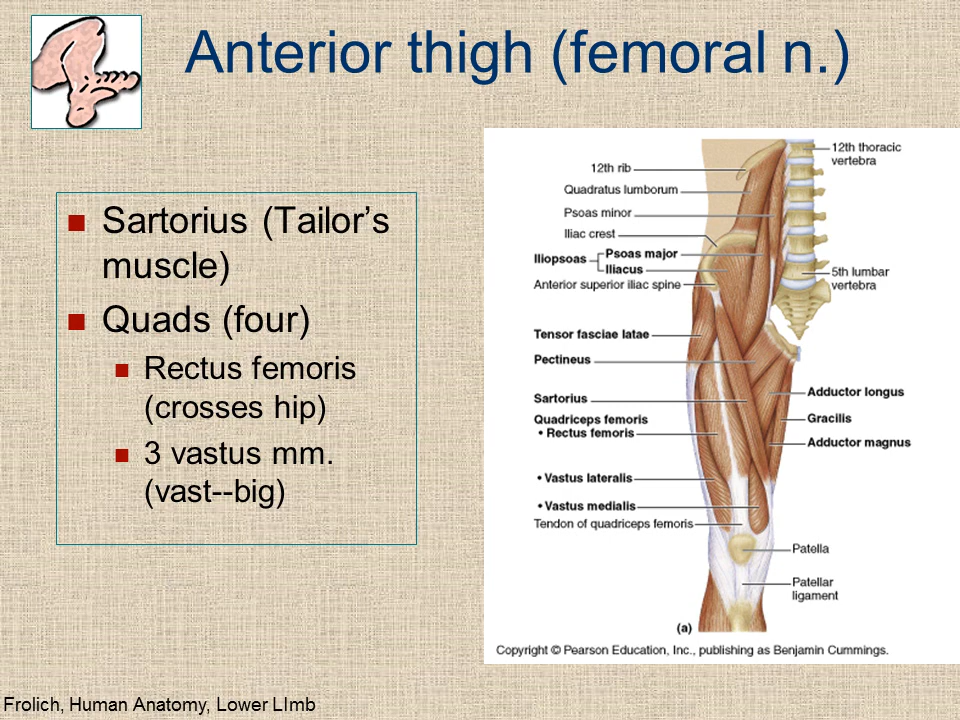 Anterior thigh (femoral n.)
■ Sartorius (Tailor’s
muscle)
■ Quads (four)
■ Rectus femoris
(crosses hip)
■ 3 vastus mm.
(vast--big)
12th rib
Quadratus lumborum
Psoas minor
Iliac crest
Iliopsoas
Psoas major
Iliacus
Anterior superior iliac spine
Tensor fasciae latae
Pectineus
Sartorius
Quadriceps femoris
• Rectus femoris
• Vastus lateralis
• Vastus medialis
Tendon of quadriceps femoris
12th thoracic
vertebra
5th lumbar
vertebra
Adductor longus
Gracilis
Adductor magnus
Patella
Patellar
ligament
(a)
Copyright © Pearson Education, Inc., publishing as Benjamin Cummings.
Frolich, Human Anatomy, Lower LImb